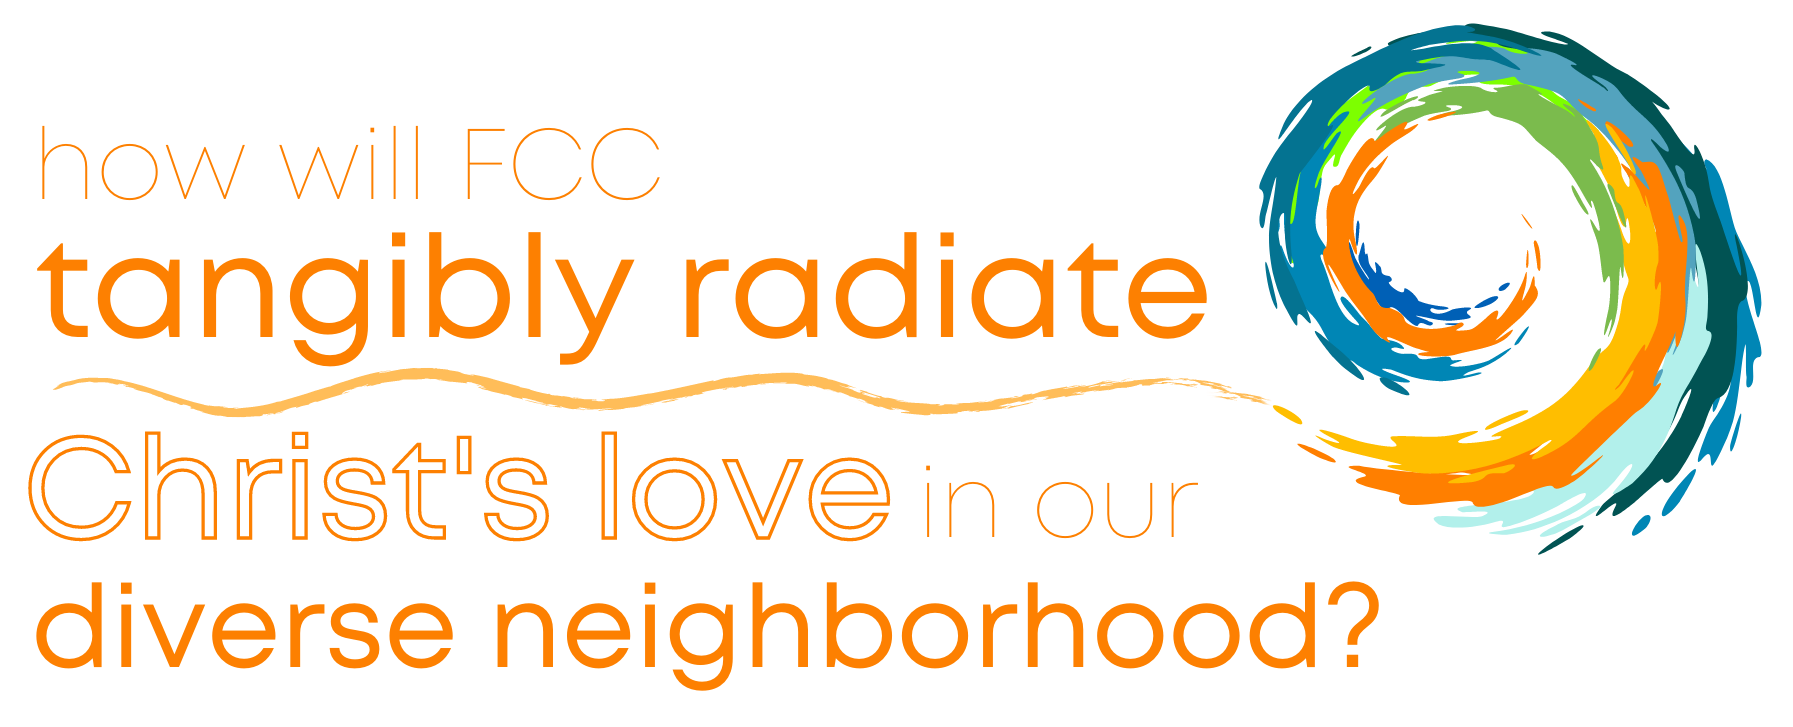 how will FCC
tangibly radiate
Christ's love in our
diverse neighborhood?